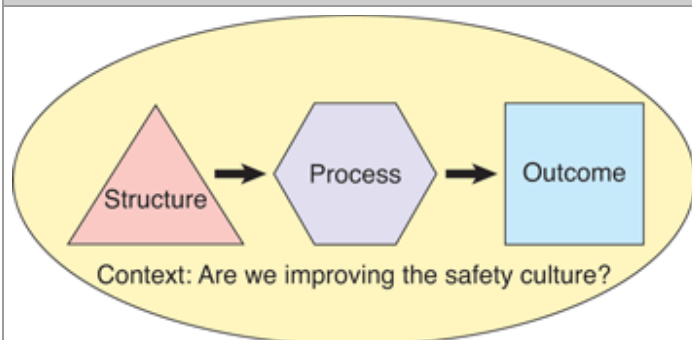 Structure
Process
Outcome
Context: Are we improving the safety culture?